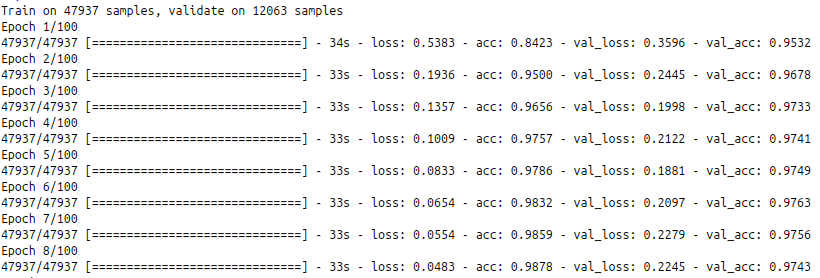 Train on 47937 samples, validate on 12063 samples
Epoch 1/100
47937/47937 [==============================] - 34s - loss: 0.5383 - acc: 0.8423 - val_loss: 0.3596 - val_acc: 0.9532
Epoch 2/100
47937/47937 [==============================] - 33s - loss: 0.1936 - acc: 0.9500 - val_loss: 0.2445 - val_acc: 0.9678
Epoch 3/100
47937/47937 [==============================] - 33s - loss: 0.1357 - acc: 0.9656 - val_loss: 0.1998 - val_acc: 0.9733
Epoch 4/100
47937/47937 [==============================] - 33s - loss: 0.1009 - acc: 0.9757 - val_loss: 0.2122 - val_acc: 0.9741
Epoch 5/100
47937/47937 [==============================] - 33s - loss: 0.0833 - acc: 0.9786 - val_loss: 0.1881 - val_acc: 0.9749
Epoch 6/100
47937/47937 [==============================] - 33s - loss: 0.0654 - acc: 0.9832 - val_loss: 0.2097 - val_acc: 0.9763
Epoch 7/100
47937/47937 [==============================] - 33s - loss: 0.0554 - acc: 0.9859 - val_loss: 0.2279 - val_acc: 0.9756
Epoch 8/100
47937/47937 [==============================] - 33s - loss: 0.0483 - acc: 0.9878 - val_loss: 0.2245 - val_acc: 0.9743